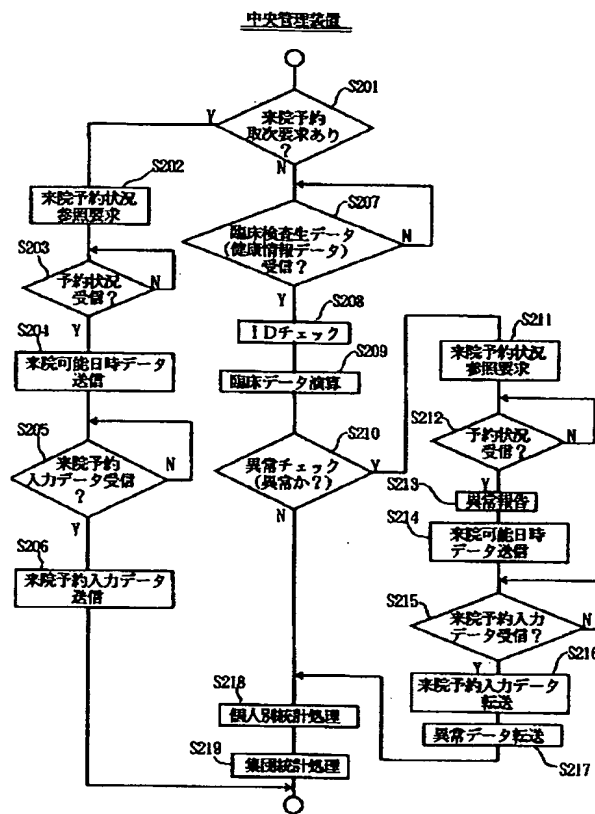 中央管理装置
S201
Y
来院予約
取次要求あり
?
N
S202
来院予約状況
参照要求
S203
予約状況
受信?
N
Y
S204
来院可能日時データ
送信
S205
来院予約
入力データ受信
?
N
Y
S206
来院予約入力データ
送信
S207
臨床検査生データ
(健康情報データ)
受信?
N
Y
S208
IDチェック
S209
臨床データ演算
S210
異常チェック
(異常か?)
Y
N
S211
来院予約状況
参照要求
S212
予約状況
受信?
N
Y
S213
異常報告
S214
来院可能日時
データ送信
S215
来院予約入力
データ受信?
N
Y
S216
来院予約入力データ
転送
異常データ転送
S217
S218
個人別統計処理
S219
集団統計処理